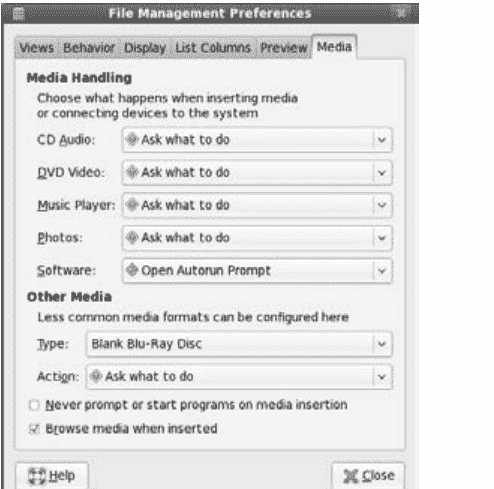 File Management Preferences
Views Behavior Display List Columns Preview Media
Media Handling
Choose what happens when inserting media
or connecting devices to the system
CD Audio: Ask what to do
DVD Video: Ask what to do
Music Player: Ask what to do
Photos: Ask what to do
Software: Open Autorun Prompt
Other Media
Less common media formats can be configured here
Type: Blank Blu-Ray Disc
Action: Ask what to do
Never prompt or start programs on media insertion
Browse media when inserted
Help Close